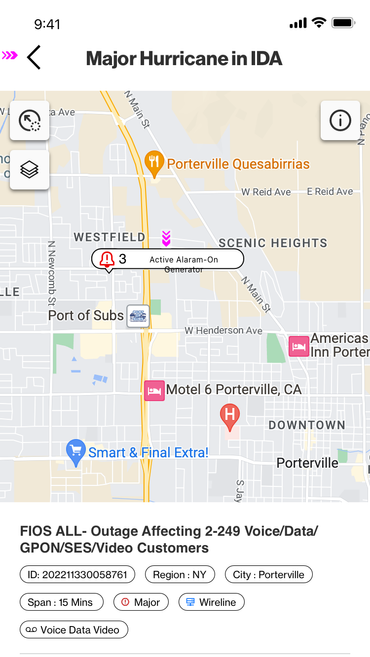 9:41
Major Hurricane in IDA
N Main St
Porterville Quesabirrias
W Reid Ave
E Reid Ave
WESTFIELD
SCENIC HEIGHTS
3 Active Alaram-On
Generator
N Newcomb St
N Main St
Port of Subs
W Henderson Ave
Americas
Inn Porter
Motel 6 Porterville, CA
H
DOWNTOWN
Smart & Final Extra!
Porterville
S Ja
FIOS ALL- Outage Affecting 2-249 Voice/Data/
GPON/SES/Video Customers
ID: 202211330058761
Region : NY
City : Porterville
Span : 15 Mins
Major
Wireline
Voice Data Video